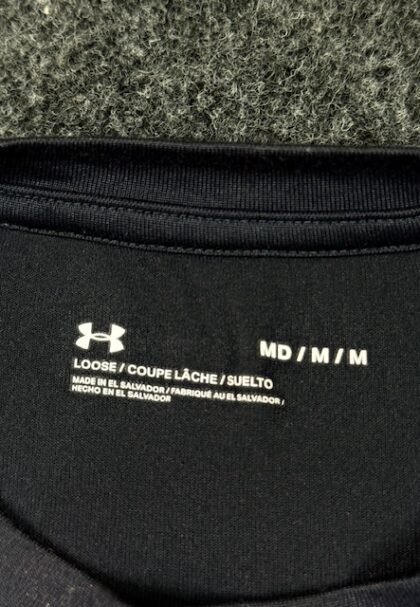 MD / M / M
LOOSE / COUPE LÂCHE / SUELTO
MADE IN EL SALVADOR / FABRIQUÉ AU EL SALVADOR /
HECHO EN EL SALVADOR